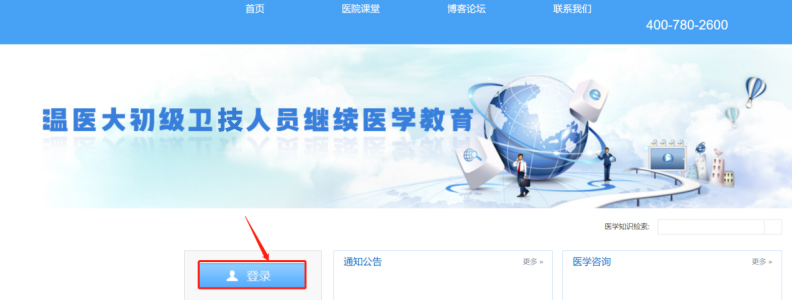 首页 医院课堂 博客论坛 联系我们
400-780-2600
温医大初级卫技人员继续医学教育
医学知识检索:
登录 通知公告 更多 » 医学咨询 更多 »